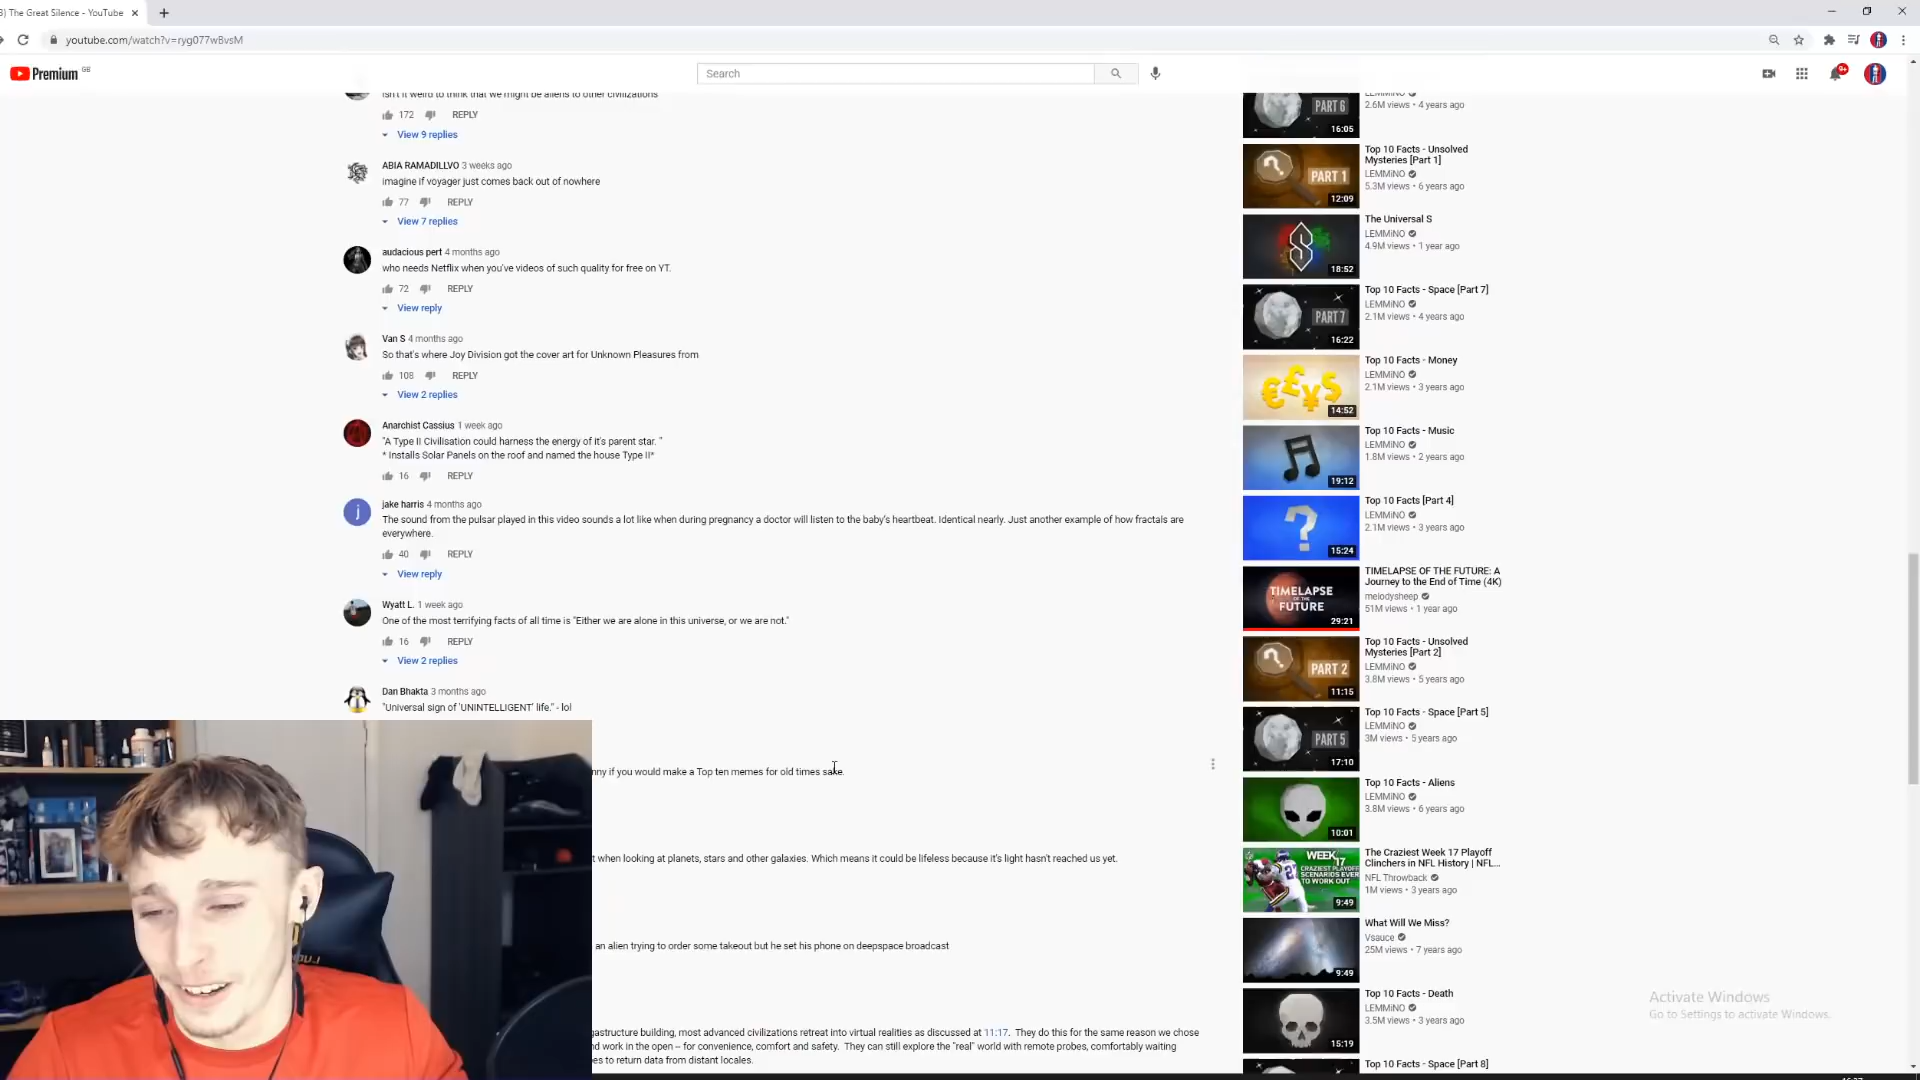 The Great Silence - YouTube
youtube.com/watch?v=ryg077wBvsM
Premium GB
Search
9+
isn't it weird to think that we might be aliens to other civilizations
172 REPLY
View 9 replies
ABIA RAMADILLVO 3 weeks ago
imagine if voyager just comes back out of nowhere
77 REPLY
View 7 replies
audacious pert 4 months ago
who needs Netflix when you've videos of such quality for free on YT.
72 REPLY
View reply
Van S 4 months ago
So that's where Joy Division got the cover art for Unknown Pleasures from
108 REPLY
View 2 replies
Anarchist Cassius 1 week ago
"A Type II Civilisation could harness the energy of it's parent star. "
* Installs Solar Panels on the roof and named the house Type II*
16 REPLY
j
jake harris 4 months ago
The sound from the pulsar played in this video sounds a lot like when during pregnancy a doctor will listen to the baby's heartbeat. Identical nearly. Just another example of how fractals are
everywhere.
40 REPLY
View reply
Wyatt L. 1 week ago
One of the most terrifying facts of all time is "Either we are alone in this universe, or we are not."
16 REPLY
View 2 replies
Dan Bhakta 3 months ago
"Universal sign of 'UNINTELLIGENT' life." - lol
if you would make a Top ten memes for old times sake.
when looking at planets, stars and other galaxies. Which means it could be lifeless because it's light hasn't reached us yet.
an alien trying to order some takeout but he set his phone on deepspace broadcast
building, most advanced civilizations retreat into virtual realities as discussed at 11:17. They do this for the same reason we chose
work in the open -- for convenience, comfort and safety. They can still explore the "real" world with remote probes, comfortably waiting
to return data from distant locales.
PART 6
16:05
LEMMiNO
2.6M views • 4 years ago
PART 1
12:09
Top 10 Facts - Unsolved
Mysteries [Part 1]
LEMMiNO
5.3M views • 6 years ago
18:52
The Universal S
LEMMiNO
4.9M views • 1 year ago
PART 7
16:22
Top 10 Facts - Space [Part 7]
LEMMiNO
2.1M views • 4 years ago
€£¥$
14:52
Top 10 Facts - Money
LEMMiNO
2.1M views • 3 years ago
19:12
Top 10 Facts - Music
LEMMiNO
1.8M views • 2 years ago
?
15:24
Top 10 Facts [Part 4]
LEMMiNO
2.1M views • 3 years ago
TIMELAPSE
OF THE
FUTURE
29:21
TIMELAPSE OF THE FUTURE: A
Journey to the End of Time (4K)
melodysheep
51M views • 1 year ago
PART 2
11:15
Top 10 Facts - Unsolved
Mysteries [Part 2]
LEMMiNO
3.8M views • 5 years ago
PART 5
17:10
Top 10 Facts - Space [Part 5]
LEMMiNO
3M views • 5 years ago
10:01
Top 10 Facts - Aliens
LEMMiNO
3.8M views • 6 years ago
WEEK 17
CRAZIEST PLAYOFF
SCENARIOS EVER
TO WORK OUT
9:49
The Craziest Week 17 Playoff
Clinchers in NFL History | NFL...
NFL Throwback
1M views • 3 years ago
9:49
What Will We Miss?
Vsauce
25M views • 7 years ago
15:19
Top 10 Facts - Death
LEMMiNO
3.5M views • 3 years ago
Top 10 Facts - Space [Part 8]
Activate Windows
Go to Settings to activate Windows.